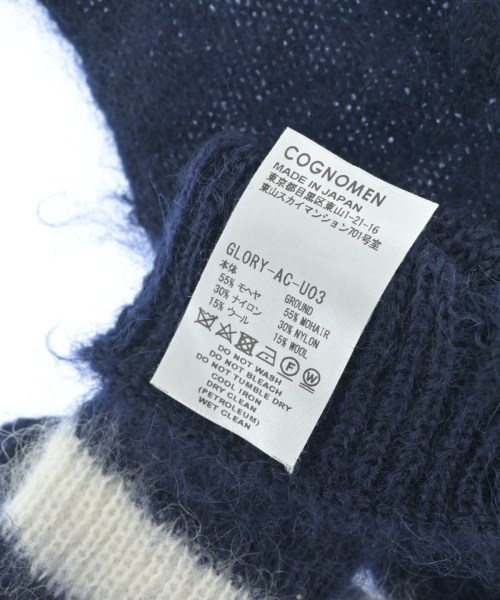 COGNOMEN
MADE IN JAPAN
東京都目黒区東山1-21-16
東山スカイマンション701号室
GLORY-AC-U03
本体
55% モヘヤ
30% ナイロン
15% ウール
GROUND
55% MOHAIR
30% NYLON
15% WOOL
DO NOT WASH
DO NOT BLEACH
DO NOT TUMBLE DRY
COOL IRON
DRY CLEAN
(PETROLEUM)
WET CLEAN